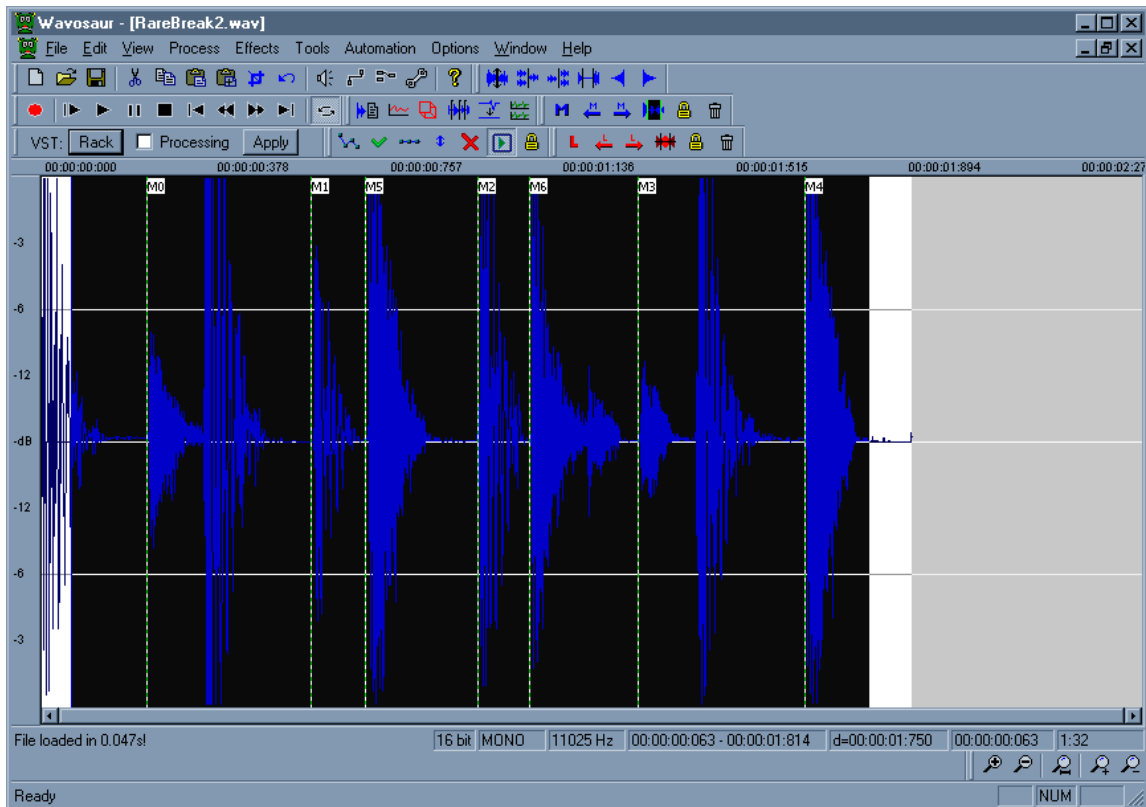 Wavosaur - [RareBreak2.wav]
File Edit View Process Effects Tools Automation Options Window Help
M M M
VST: Rack Processing Apply L L L
00:00:00:000 00:00:00:378 00:00:00:757 00:00:01:136 00:00:01:515 00:00:01:894 00:00:02:27
M0 M1 M5 M2 M6 M3 M4
-3
-6
-12
-dB
-12
-6
-3
File loaded in 0.047s! 16 bit MONO 11025 Hz 00:00:00:063 - 00:00:01:814 d=00:00:01:750 00:00:00:063 1:32
Ready NUM